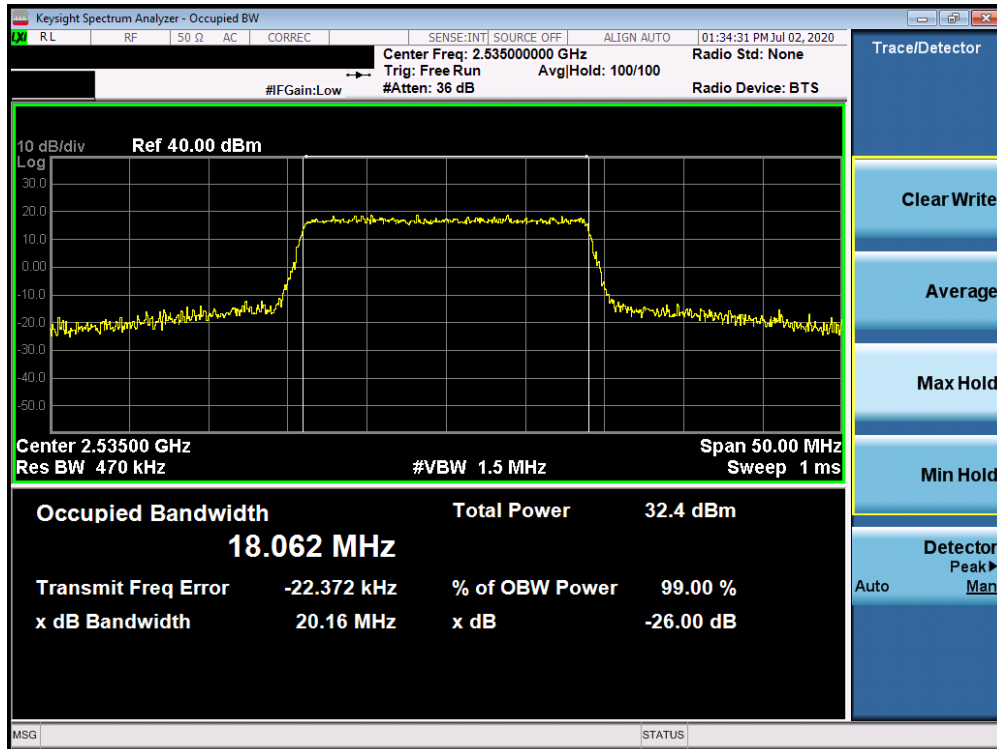 Keysight Spectrum Analyzer - Occupied BW
LXI RL RF 50 Ω AC CORREC SENSE:INT SOURCE OFF ALIGN AUTO 01:34:31 PM Jul 02, 2020
Center Freq: 2.535000000 GHz Radio Std: None
Trig: Free Run Avg|Hold: 100/100
#IFGain:Low #Atten: 36 dB Radio Device: BTS
10 dB/div Ref 40.00 dBm
Log
30.0
20.0
10.0
0.00
-10.0
-20.0
-30.0
-40.0
-50.0
Center 2.53500 GHz Span 50.00 MHz
Res BW 470 kHz #VBW 1.5 MHz Sweep 1 ms
Occupied Bandwidth Total Power 32.4 dBm
18.062 MHz
Transmit Freq Error -22.372 kHz % of OBW Power 99.00 %
x dB Bandwidth 20.16 MHz x dB -26.00 dB
MSG STATUS
Trace/Detector
Clear Write
Average
Max Hold
Min Hold
Detector
Peak▶
Auto Man